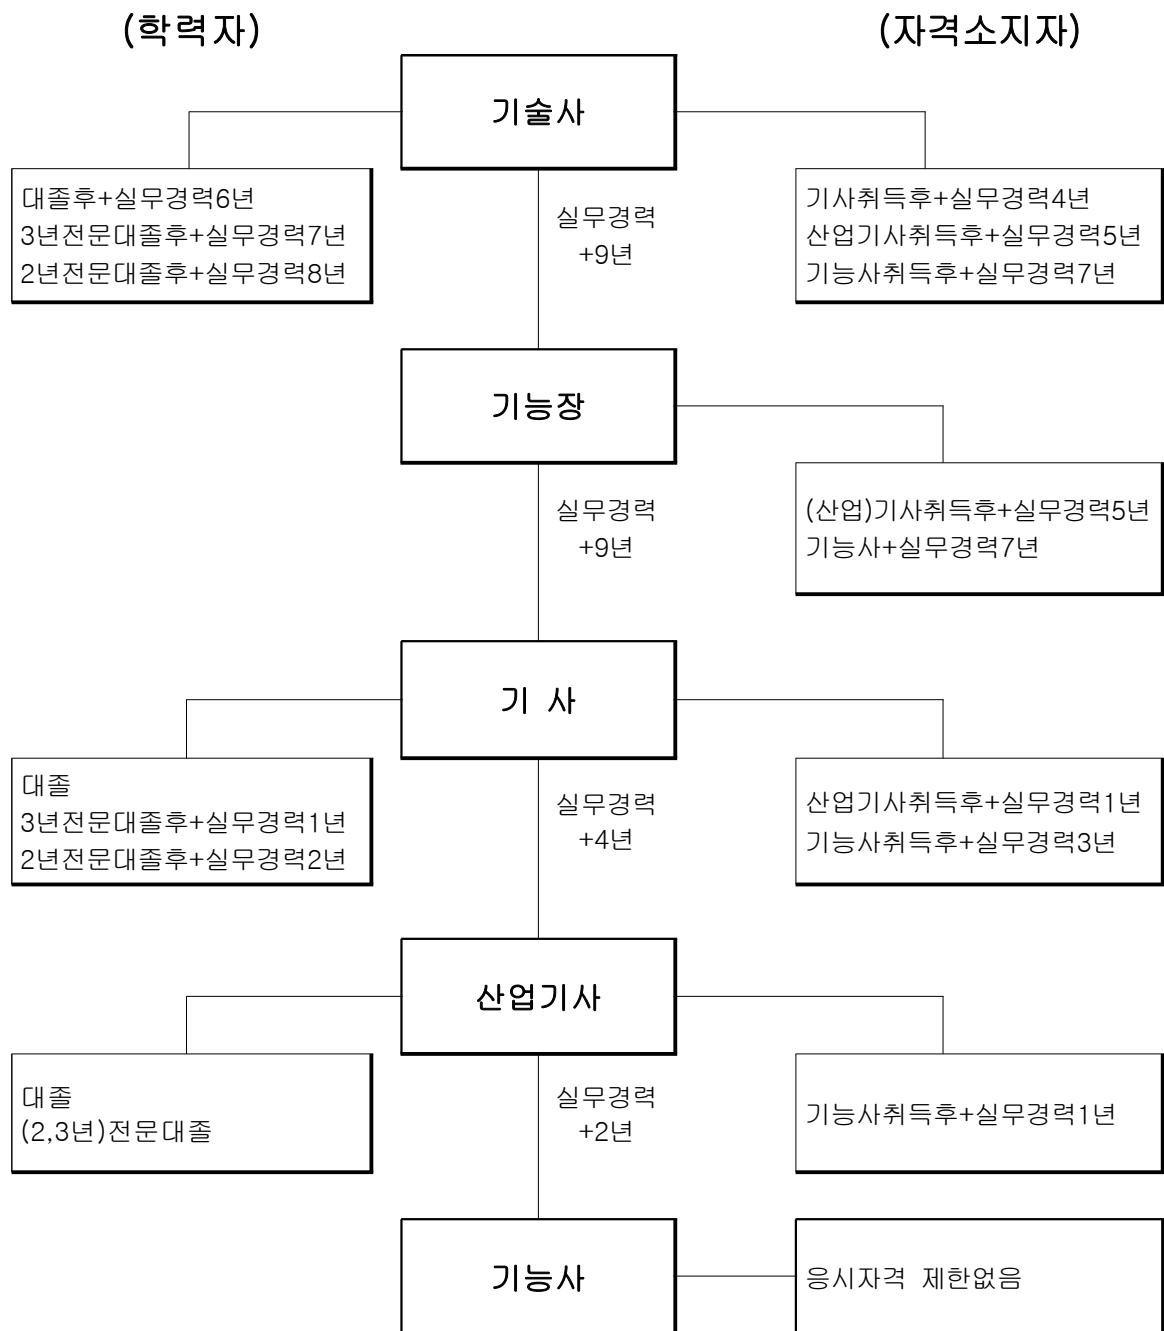 (학력자)
(자격소지자)
기술사
대졸후+실무경력6년
3년전문대졸후+실무경력7년
2년전문대졸후+실무경력8년
실무경력
+9년
기사취득후+실무경력4년
산업기사취득후+실무경력5년
기능사취득후+실무경력7년
기능장
실무경력
+9년
(산업)기사취득후+실무경력5년
기능사+실무경력7년
기 사
대졸
3년전문대졸후+실무경력1년
2년전문대졸후+실무경력2년
실무경력
+4년
산업기사취득후+실무경력1년
기능사취득후+실무경력3년
산업기사
대졸
(2,3년)전문대졸
실무경력
+2년
기능사취득후+실무경력1년
기능사
응시자격 제한없음